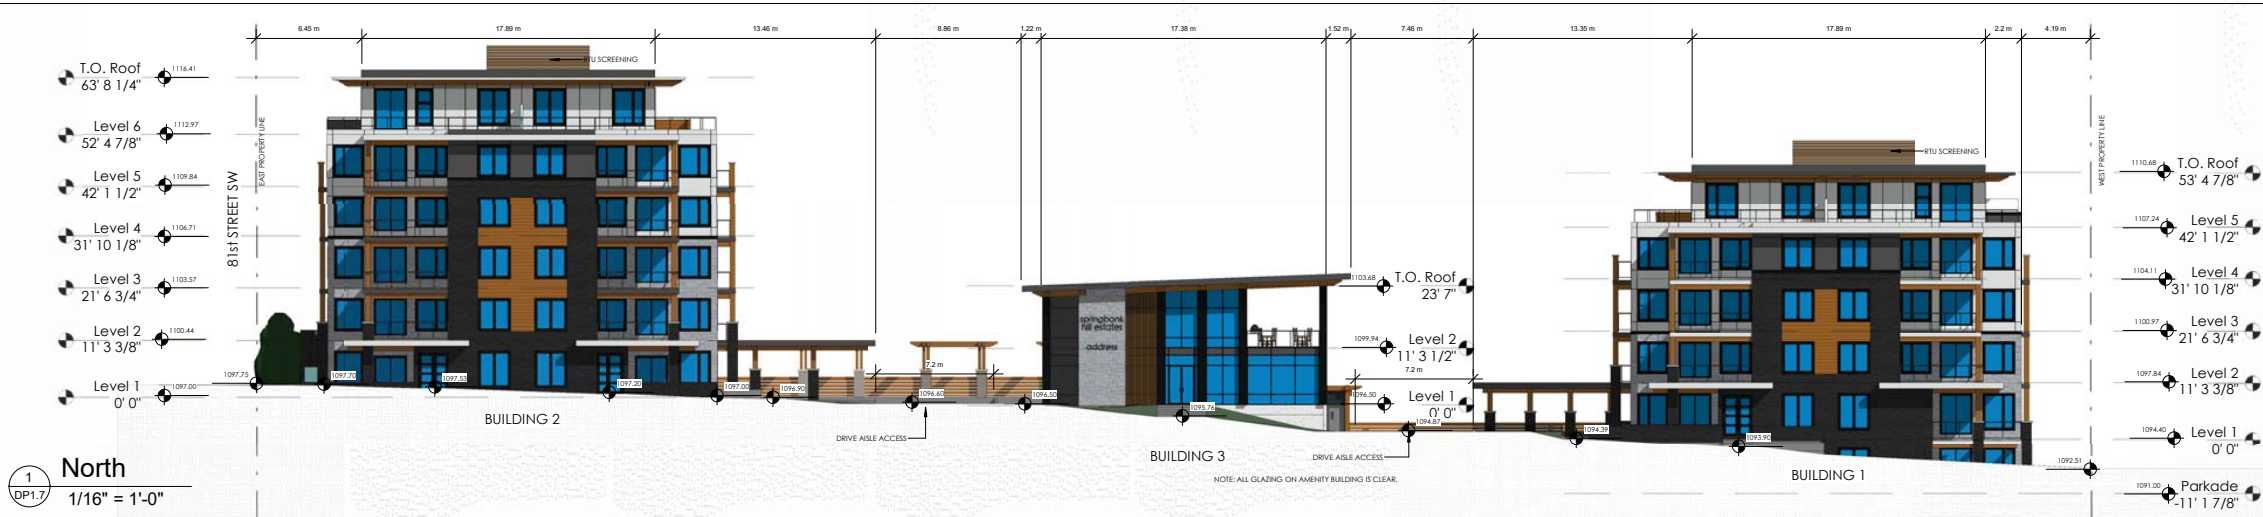 6.45 m 17.89 m 13.46 m 8.86 m 1.22 m 17.38 m 1.52 m 7.46 m 13.35 m 17.89 m 2.2 m 4.19 m
RTU SCREENING
T.O. Roof 1116.41
63' 8 1/4"
Level 6 1112.97
52' 4 7/8"
Level 5 1109.84
42' 1 1/2"
Level 4 1106.71
31' 10 1/8"
Level 3 1103.57
21' 6 3/4"
Level 2 1100.44
11' 3 3/8"
Level 1 1097.00
0' 0"
81st STREET SW
EAST PROPERTY LINE
1097.75 1097.70 1097.53 1097.20 1097.00 1096.90 1096.60 1096.50 1095.76
7.2 m
BUILDING 2
DRIVE AISLE ACCESS
springbank
hill estates
address
1103.68 T.O. Roof
23' 7"
1099.94 Level 2
11' 3 1/2"
7.2 m
1096.50 Level 1
0' 0"
1094.87 1094.39 1093.90
BUILDING 3
DRIVE AISLE ACCESS
NOTE: ALL GLAZING ON AMENITY BUILDING IS CLEAR.
RTU SCREENING
WEST PROPERTY LINE
1110.68 T.O. Roof
53' 4 7/8"
1107.24 Level 5
42' 1 1/2"
1104.11 Level 4
31' 10 1/8"
1100.97 Level 3
21' 6 3/4"
1097.84 Level 2
11' 3 3/8"
1094.40 Level 1
0' 0"
1092.51
1091.00 Parkade
-11' 1 7/8"
BUILDING 1
1
DP1.7
North
1/16" = 1'-0"